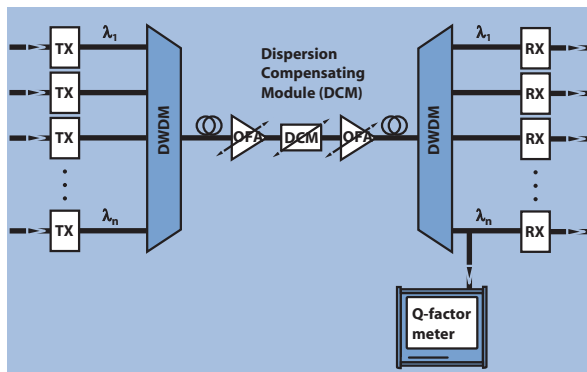 λ1
λ1
TX
RX
Dispersion
Compensating
Module (DCM)
TX
RX
DWDM
DWDM
TX
OFA
DCM
OFA
RX
λn
λn
TX
RX
Q-factor
meter